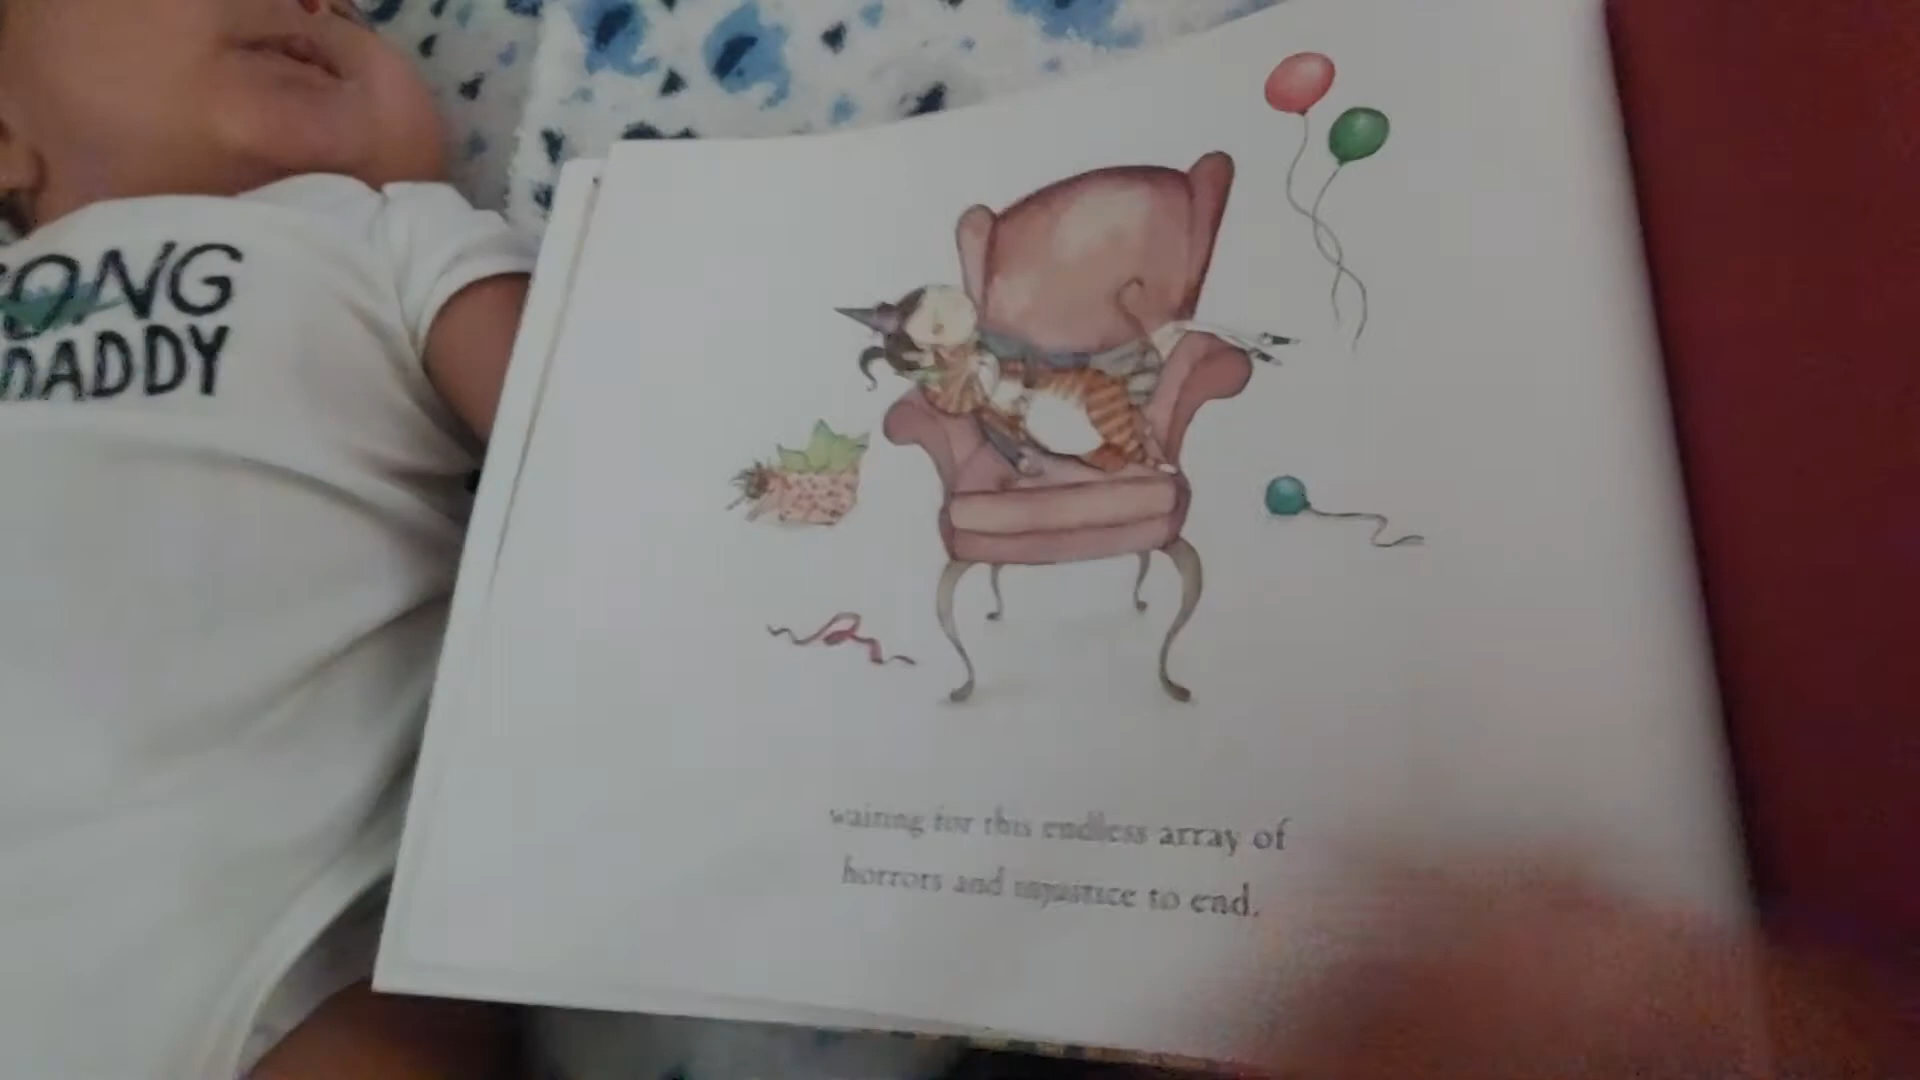 ONG
DADDY
waiting for this endless array of
horrors and injustice to end.